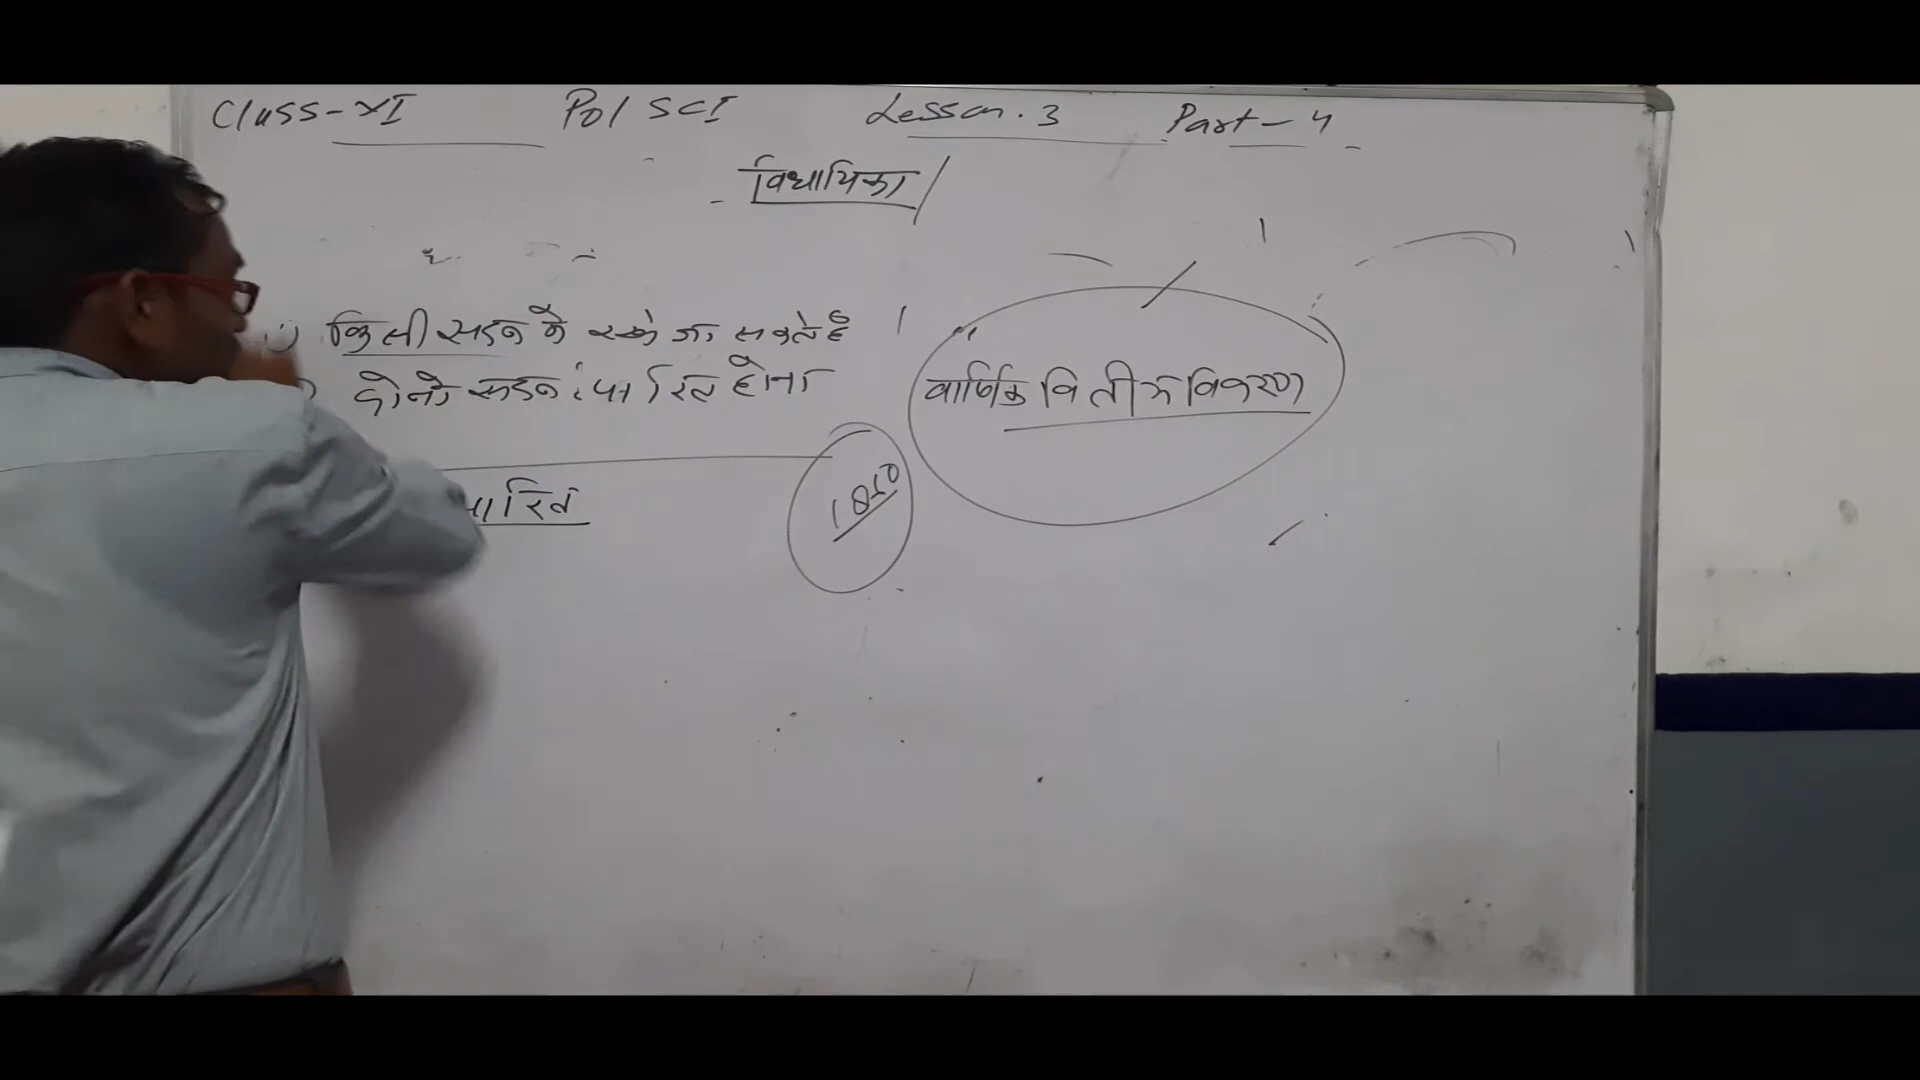 Class-XI Pol SCI Lesson.3 Part-4
विधायिका
किसी सदन में रखे जा सकते है
दोनो सदन: पारित होना
वार्षिक वितीय विवरण
1860